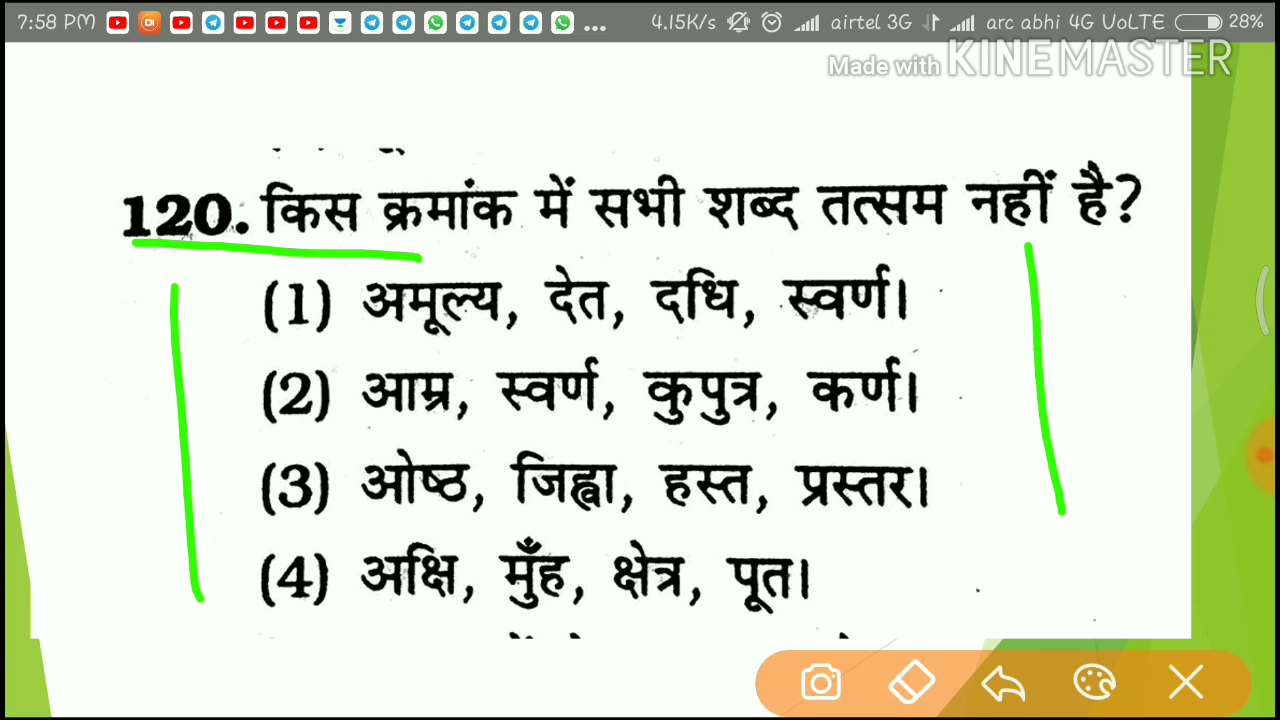 7:58 PM ... 4.15K/s airtel 3G arc abhi 4G VoLTE 28%
Made with KINEMASTER
120. किस क्रमांक में सभी शब्द तत्सम नहीं है?
(1) अमूल्य, देत, दधि, स्वर्ण।
(2) आम्र, स्वर्ण, कुपुत्र, कर्ण।
(3) ओष्ठ, जिह्वा, हस्त, प्रस्तर।
(4) अक्षि, मुँह, क्षेत्र, पूत।